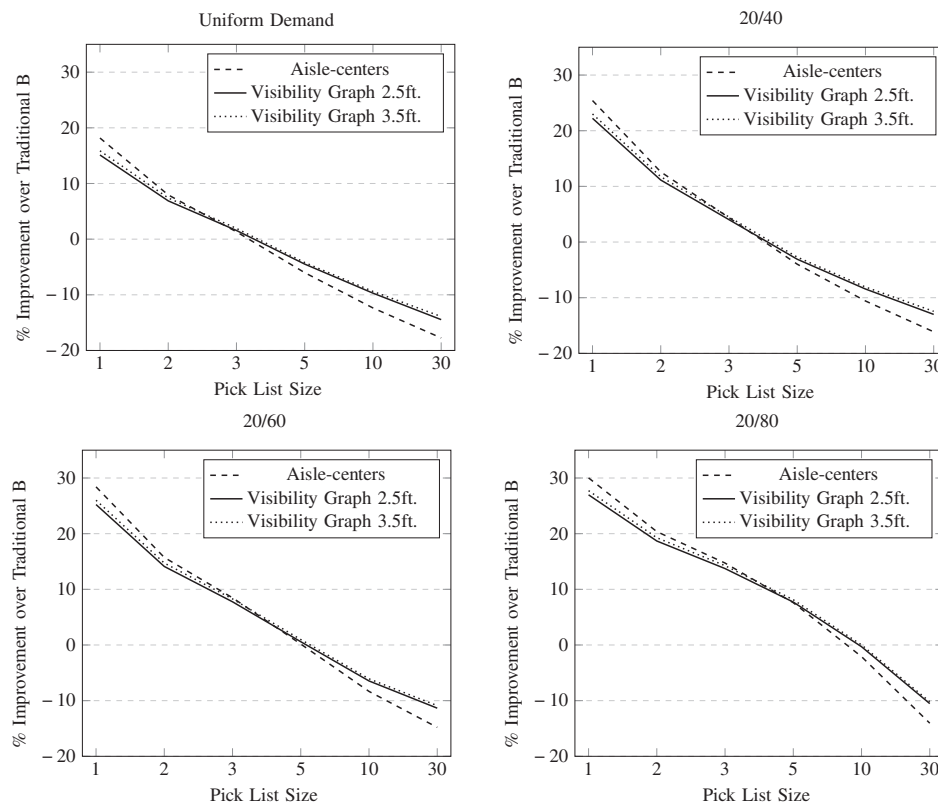 Uniform Demand
% Improvement over Traditional B
30
20
10
0
− 10
− 20
Aisle-centers
Visibility Graph 2.5ft.
Visibility Graph 3.5ft.
1 2 3 5 10 30
Pick List Size
20/40
% Improvement over Traditional B
30
20
10
0
− 10
− 20
Aisle-centers
Visibility Graph 2.5ft.
Visibility Graph 3.5ft.
1 2 3 5 10 30
Pick List Size
20/60
% Improvement over Traditional B
30
20
10
0
− 10
− 20
Aisle-centers
Visibility Graph 2.5ft.
Visibility Graph 3.5ft.
1 2 3 5 10 30
Pick List Size
20/80
% Improvement over Traditional B
30
20
10
0
− 10
− 20
Aisle-centers
Visibility Graph 2.5ft.
Visibility Graph 3.5ft.
1 2 3 5 10 30
Pick List Size